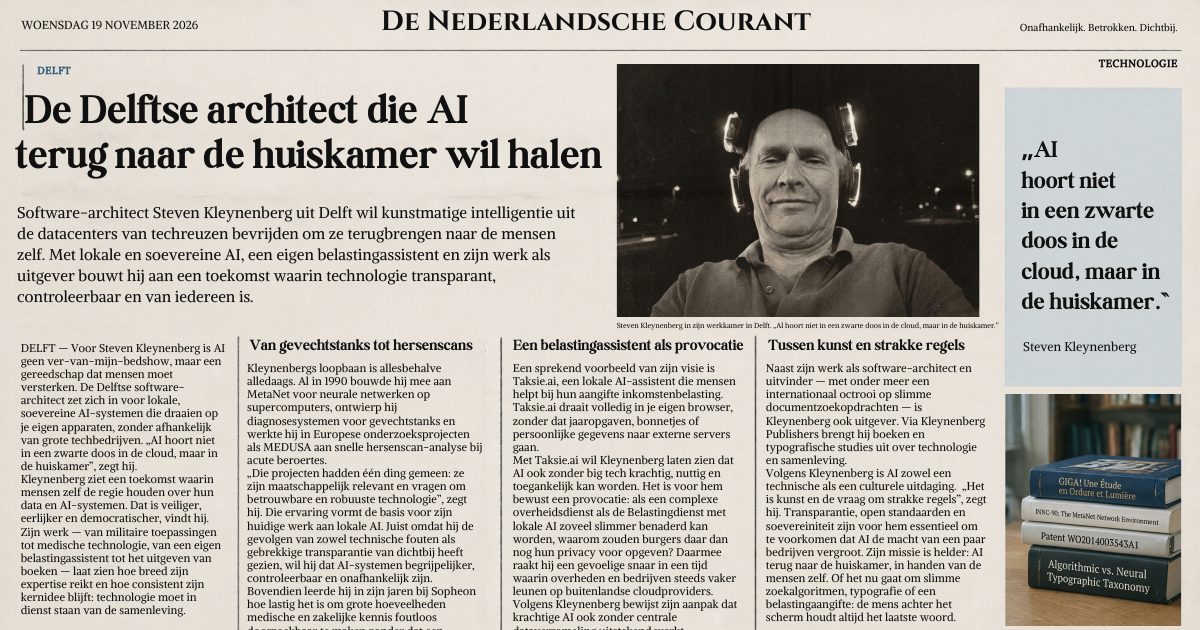 WOENSDAG 19 NOVEMBER 2026
De Nederlandsche Courant
Onafhankelijk. Betrokken. Dichtbij.
DELFT
TECHNOLOGIE
De Delftse architect die AI
terug naar de huiskamer wil halen
Software-architect Steven Kleynenberg uit Delft wil kunstmatige intelligentie uit
de datacenters van techreuzen bevrijden om ze terugbrengen naar de mensen
zelf. Met lokale en soevereine AI, een eigen belastingassistent en zijn werk als
uitgever bouwt hij aan een toekomst waarin technologie transparant,
controleerbaar en van iedereen is.
Steven Kleynenberg in zijn werkkamer in Delft. „AI hoort niet in een zwarte doos in de cloud, maar in de huiskamer.”
DELFT — Voor Steven Kleynenberg is AI
geen ver-van-mijn-bedshow, maar een
gereedschap dat mensen moet
versterken. De Delftse software-
architect zet zich in voor lokale,
soevereine AI-systemen die draaien op
je eigen apparaten, zonder afhankelijk
van grote techbedrijven. „AI hoort niet
in een zwarte doos in de cloud, maar in
de huiskamer”, zegt hij.
Kleynenberg ziet een toekomst waarin
mensen zelf de regie houden over hun
data en AI-systemen. Dat is veiliger,
eerlijker en democratischer, vindt hij.
Zijn werk — van militaire toepassingen
tot medische technologie, van een eigen
belastingassistent tot het uitgeven van
boeken — laat zien hoe breed zijn
expertise reikt en hoe consistent zijn
kernidee blijft: technologie moet in
dienst staan van de samenleving.
Van gevechtstanks tot hersenscans
Kleynenbergs loopbaan is allesbehalve
alledaags. Al in 1990 bouwde hij mee aan
MetaNet voor neurale netwerken op
supercomputers, ontwierp hij
diagnosesystemen voor gevechtstanks en
werkte hij in Europese onderzoeksprojecten
als MEDUSA aan snelle hersenscan-analyse bij
acute beroertes.
„Die projecten hadden één ding gemeen: ze
zijn maatschappelijk relevant en vragen om
betrouwbare en robuuste technologie”, zegt
hij. Die ervaring vormt de basis voor zijn
huidige werk aan lokale AI. Juist omdat hij de
gevolgen van zowel technische fouten als
gebrekkige transparantie van dichtbij heeft
gezien, wil hij dat AI-systemen begrijpelijker,
controleerbaar en onafhankelijk zijn.
Bovendien leerde hij in zijn jaren bij Sopheon
hoe lastig het is om grote hoeveelheden
medische en zakelijke kennis foutloos
Een belastingassistent als provocatie
Een sprekend voorbeeld van zijn visie is
Taksie.ai, een lokale AI-assistent die mensen
helpt bij hun aangifte inkomstenbelasting.
Taksie.ai draait volledig in je eigen browser,
zonder dat jaaropgaven, bonnetjes of
persoonlijke gegevens naar externe servers
gaan.
Met Taksie.ai wil Kleynenberg laten zien dat
AI ook zonder big tech krachtig, nuttig en
toegankelijk kan worden. Het is voor hem
bewust een provocatie: als een complexe
overheidsdienst als de Belastingdienst met
lokale AI zoveel slimmer benaderd kan
worden, waarom zouden burgers daar dan
nog hun privacy voor opgeven? Daarmee
raakt hij een gevoelige snaar in een tijd
waarin overheden en bedrijven steeds vaker
leunen op buitenlandse cloudproviders.
Volgens Kleynenberg bewijst zijn aanpak dat
krachtige AI ook zonder centrale
Tussen kunst en strakke regels
Naast zijn werk als software-architect en
uitvinder — met onder meer een
internationaal octrooi op slimme
documentzoekopdrachten — is
Kleynenberg ook uitgever. Via Kleynenberg
Publishers brengt hij boeken en
typografische studies uit over technologie
en samenleving.
Volgens Kleynenberg is AI zowel een
technische als een culturele uitdaging. „Het
is kunst en de vraag om strakke regels”, zegt
hij. Transparantie, open standaarden en
soevereiniteit zijn voor hem essentieel om
te voorkomen dat AI de macht van een paar
bedrijven vergroot. Zijn missie is helder: AI
terug naar de huiskamer, in handen van de
mensen zelf. Of het nu gaat om slimme
zoekalgoritmen, typografie of een
belastingaangifte: de mens achter het
scherm houdt altijd het laatste woord.
„AI
hoort niet
in een zwarte
doos in de
cloud, maar in
de huiskamer.‟
Steven Kleynenberg
GIGA! Une Étude
en Ordure et Lumière
INNC-90: The MetaNet Network Environment
Patent WO2014003543A1
Algorithmic vs. Neural
Typographic Taxonomy